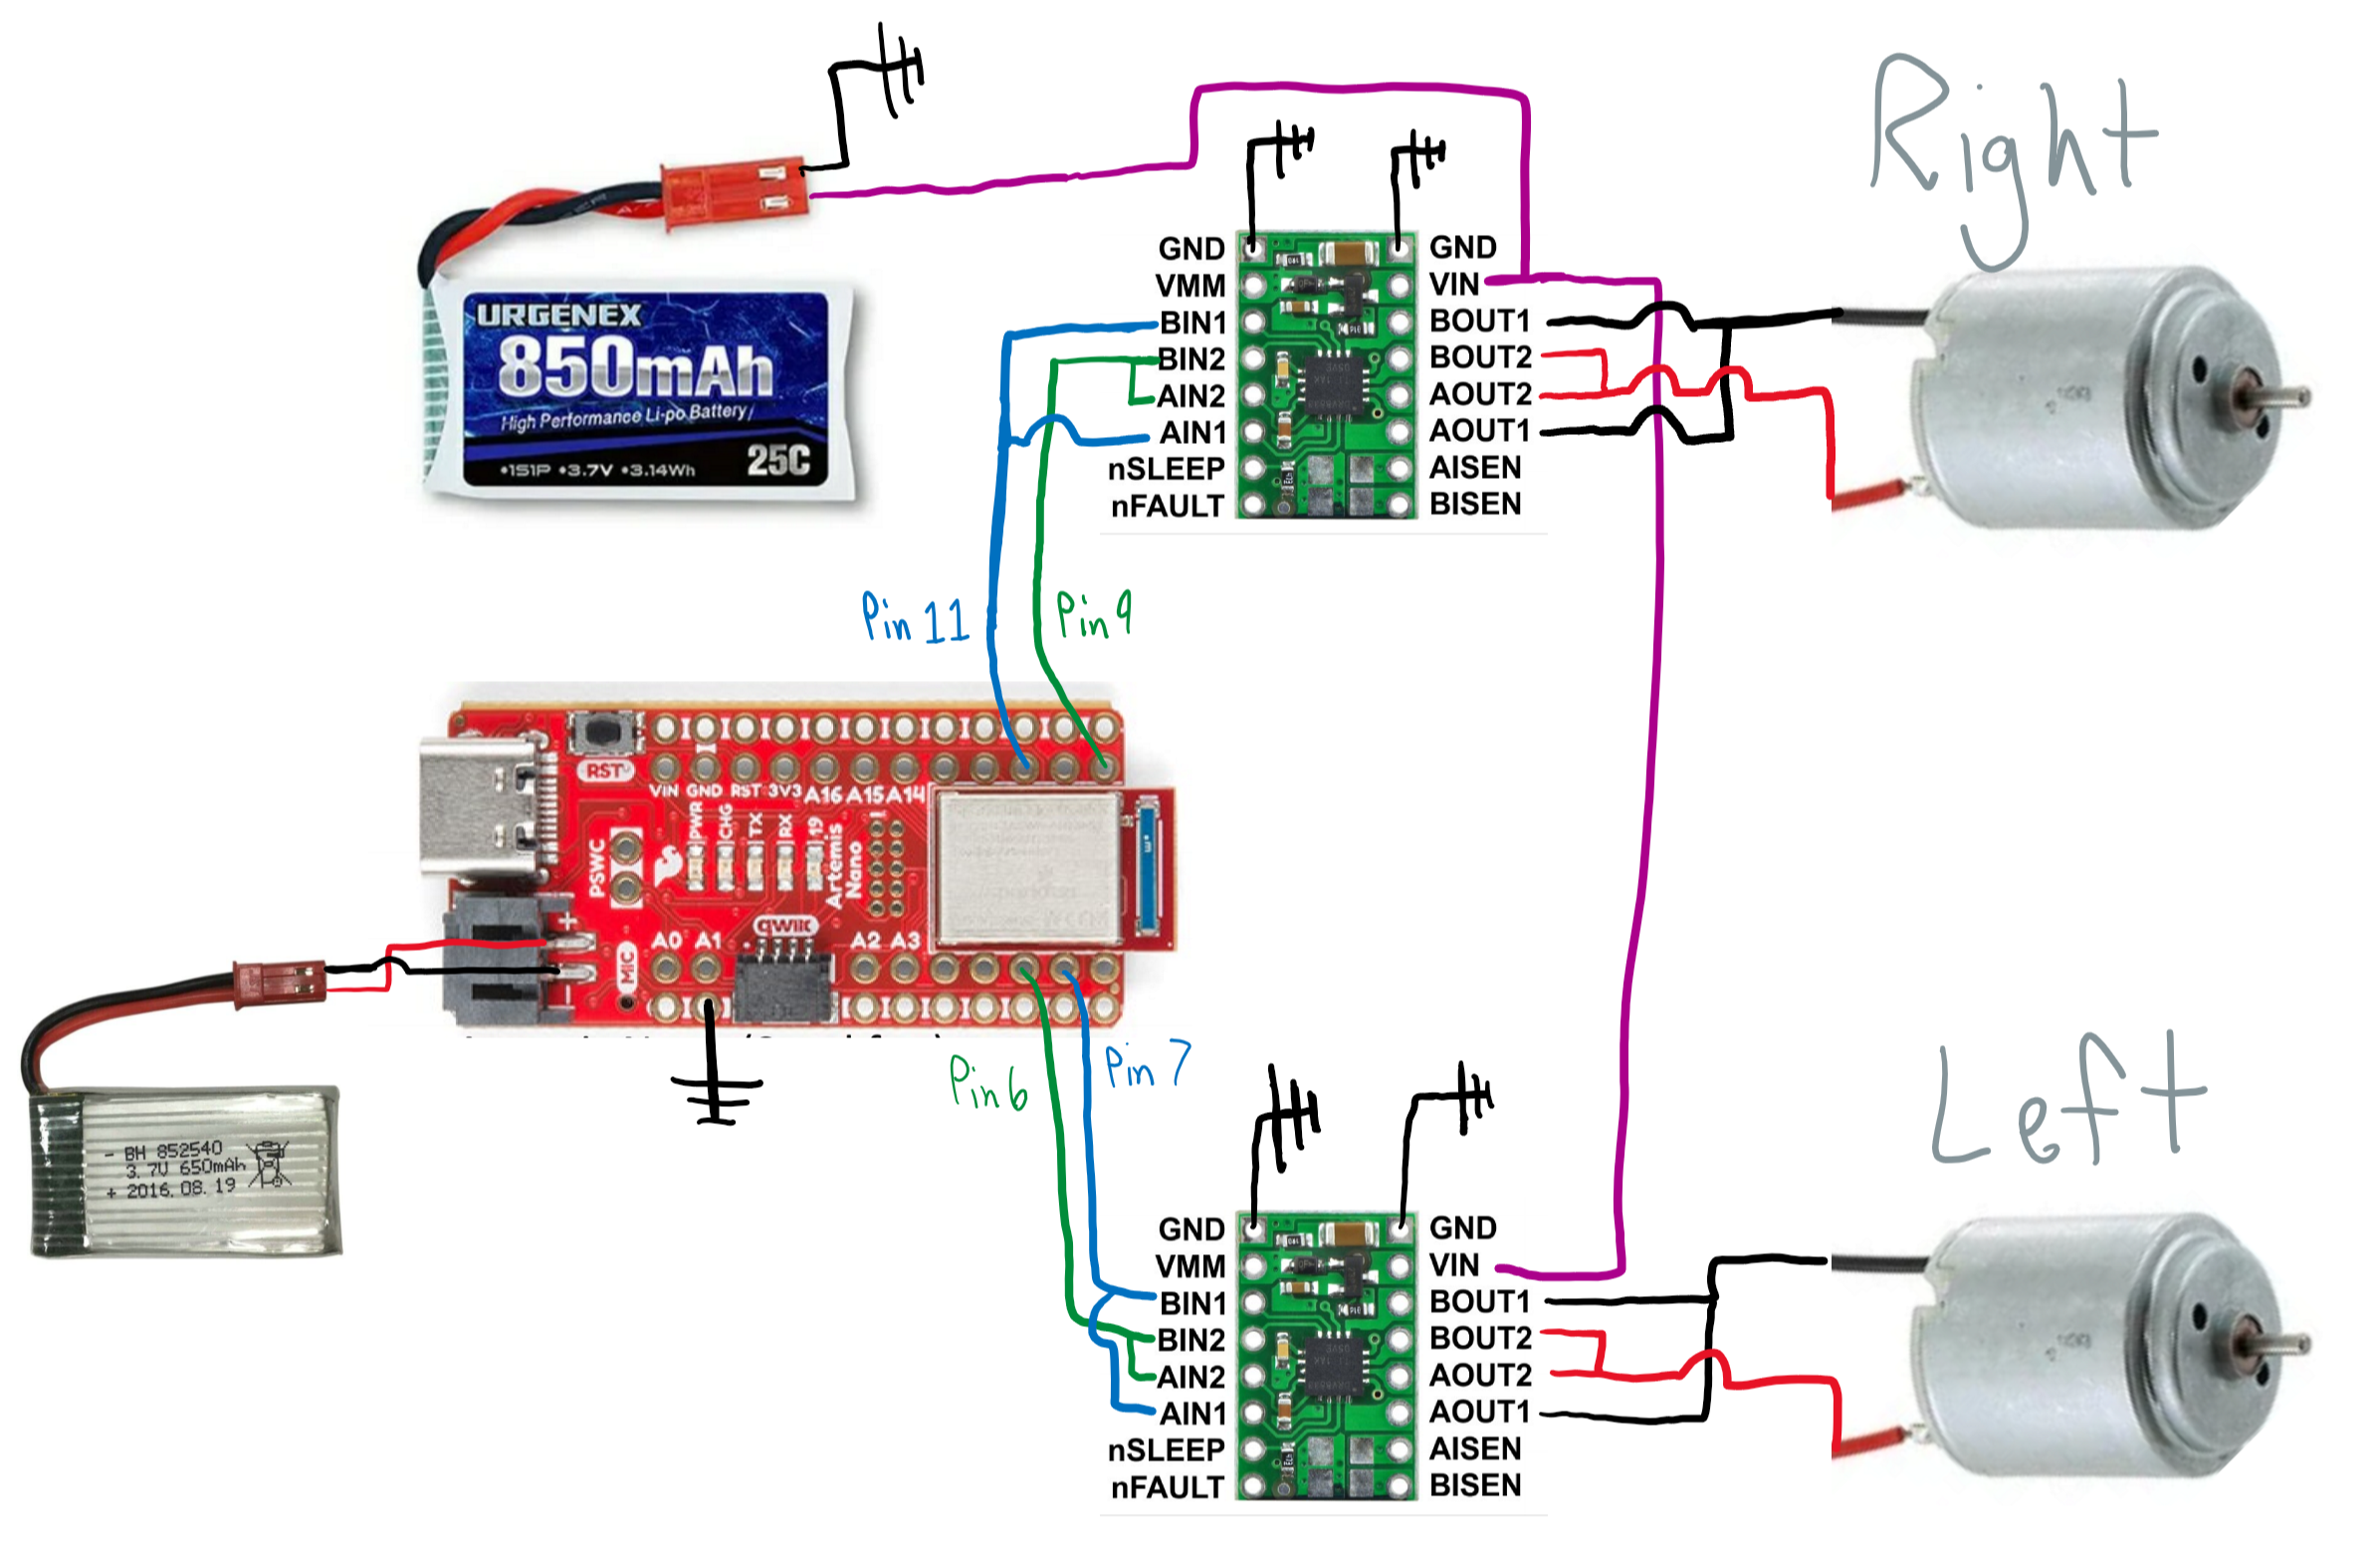 Right
GND
VMM
BIN1
BIN2
AIN2
AIN1
nSLEEP
nFAULT
GND
VIN
BOUT1
BOUT2
AOUT2
AOUT1
AISEN
BISEN
URGENEX
850mAh
High Performance Li-po Battery
•1S1P •3.7V •3.14Wh
25C
Pin 11
Pin 9
RST
VIN GND RST 3V3 A16 A15 A14
PSWC
PWR
CHG
TX
RX
19
Artemis
Nano
qwiic
MIC
+
-
A0 A1
A2 A3
Pin 6
Pin 7
- BH 852540
3.7V 650mAh
+ 2016.08.19
Left
GND
VMM
BIN1
BIN2
AIN2
AIN1
nSLEEP
nFAULT
GND
VIN
BOUT1
BOUT2
AOUT2
AOUT1
AISEN
BISEN